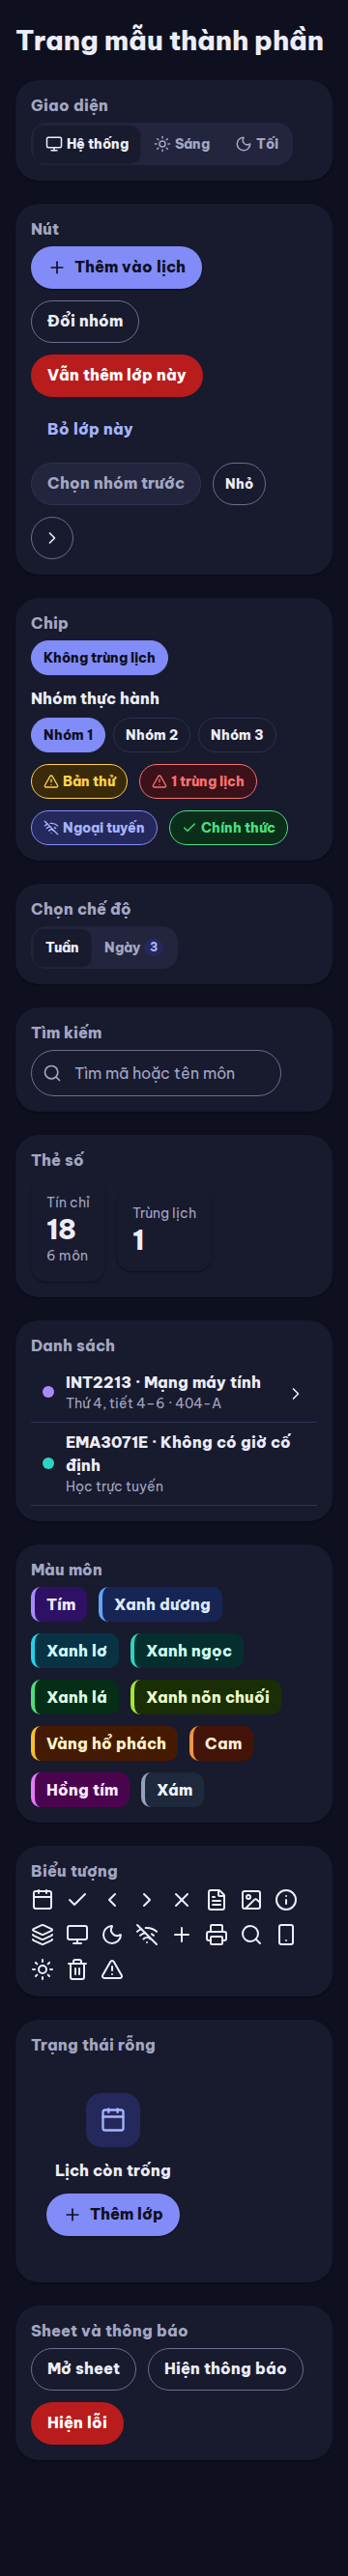 Trang mẫu thành phần
Giao diện
Hệ thống Sáng Tối
Nút
Thêm vào lịch
Đổi nhóm
Vẫn thêm lớp này
Bỏ lớp này
Chọn nhóm trước Nhỏ
Chip
Không trùng lịch
Nhóm thực hành
Nhóm 1 Nhóm 2 Nhóm 3
Bản thử 1 trùng lịch
Ngoại tuyến Chính thức
Chọn chế độ
Tuần Ngày 3
Tìm kiếm
Tìm mã hoặc tên môn
Thẻ số
Tín chỉ
18
6 môn
Trùng lịch
1
Danh sách
INT2213 · Mạng máy tính
Thứ 4, tiết 4–6 · 404-A
EMA3071E · Không có giờ cố
định
Học trực tuyến
Màu môn
Tím Xanh dương
Xanh lơ Xanh ngọc
Xanh lá Xanh nõn chuối
Vàng hổ phách Cam
Hồng tím Xám
Biểu tượng
Trạng thái rỗng
Lịch còn trống
Thêm lớp
Sheet và thông báo
Mở sheet Hiện thông báo
Hiện lỗi